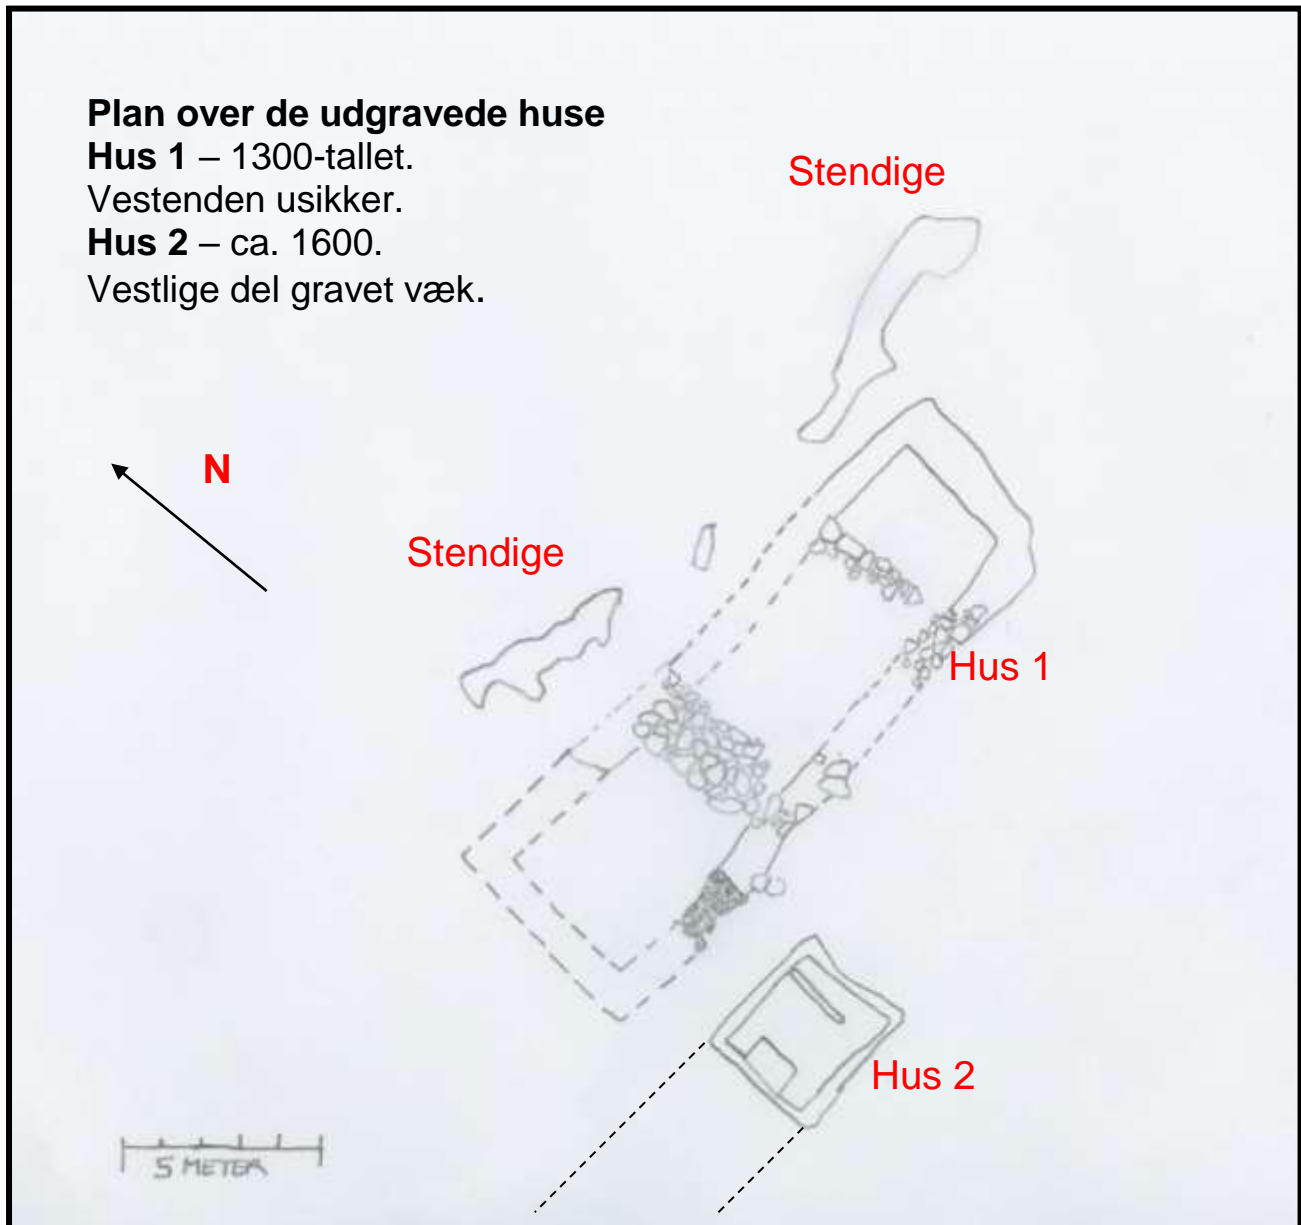 Plan over de udgravede huse
Hus 1 – 1300-tallet.
Vestenden usikker.
Hus 2 – ca. 1600.
Vestlige del gravet væk.
Stendige
N
Stendige
Hus 1
Hus 2
5 METER